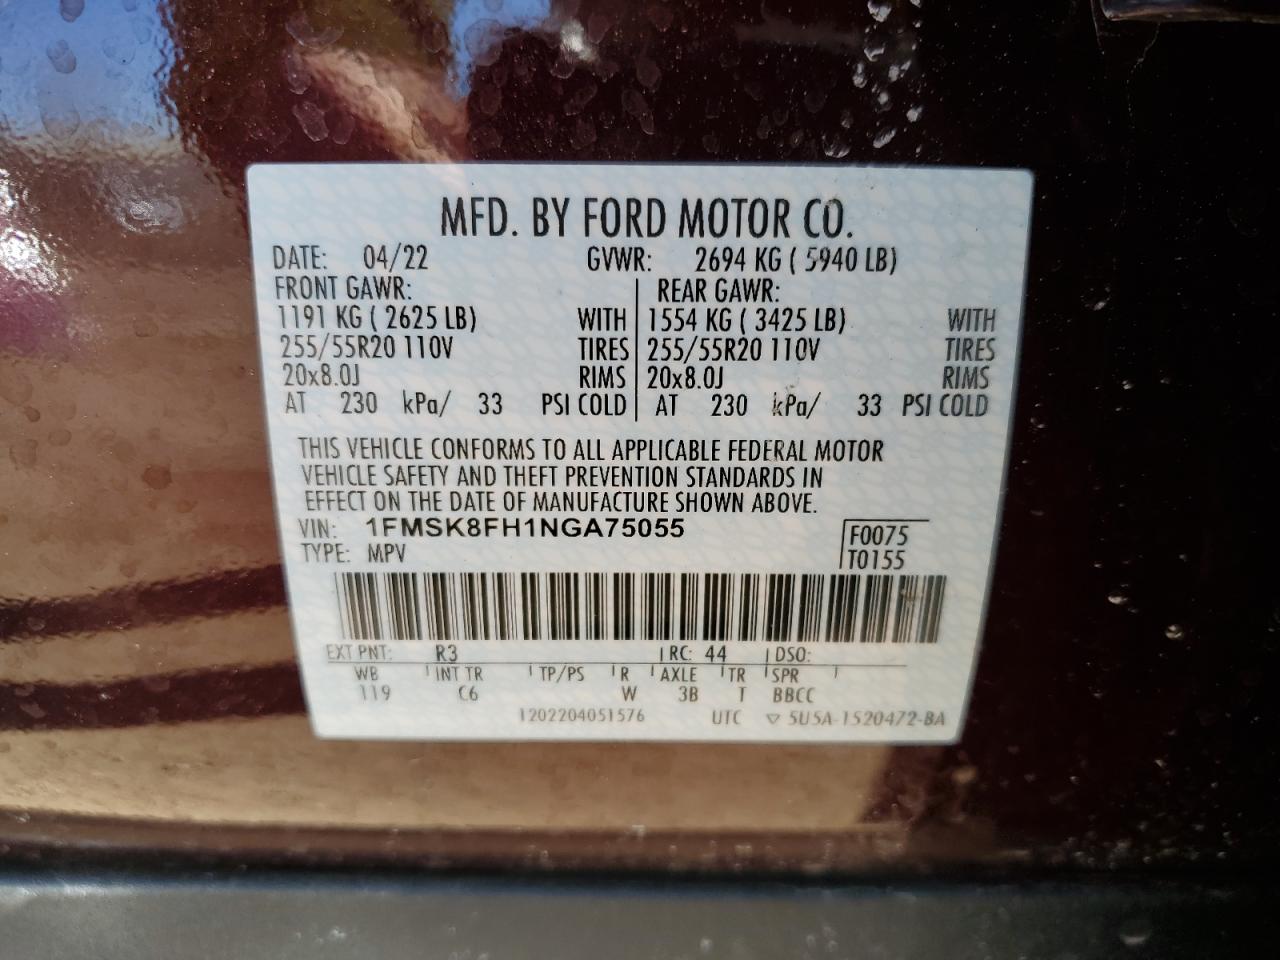 MFD. BY FORD MOTOR CO.
DATE: 04/22 GVWR: 2694 KG ( 5940 LB)
FRONT GAWR: REAR GAWR:
1191 KG ( 2625 LB) WITH 1554 KG ( 3425 LB) WITH
255/55R20 110V TIRES 255/55R20 110V TIRES
20x8.0J RIMS 20x8.0J RIMS
AT 230 kPa/ 33 PSI COLD AT 230 kPa/ 33 PSI COLD
THIS VEHICLE CONFORMS TO ALL APPLICABLE FEDERAL MOTOR
VEHICLE SAFETY AND THEFT PREVENTION STANDARDS IN
EFFECT ON THE DATE OF MANUFACTURE SHOWN ABOVE.
VIN: 1FMSK8FH1NGA75055 F0075
TYPE: MPV T0155
EXT PNT: R3 RC: 44 DSO:
WB INT TR TP/PS R AXLE TR SPR
119 C6 W 3B T BBCC
1202204051576 UTC ▽ 5U5A-1520472-BA